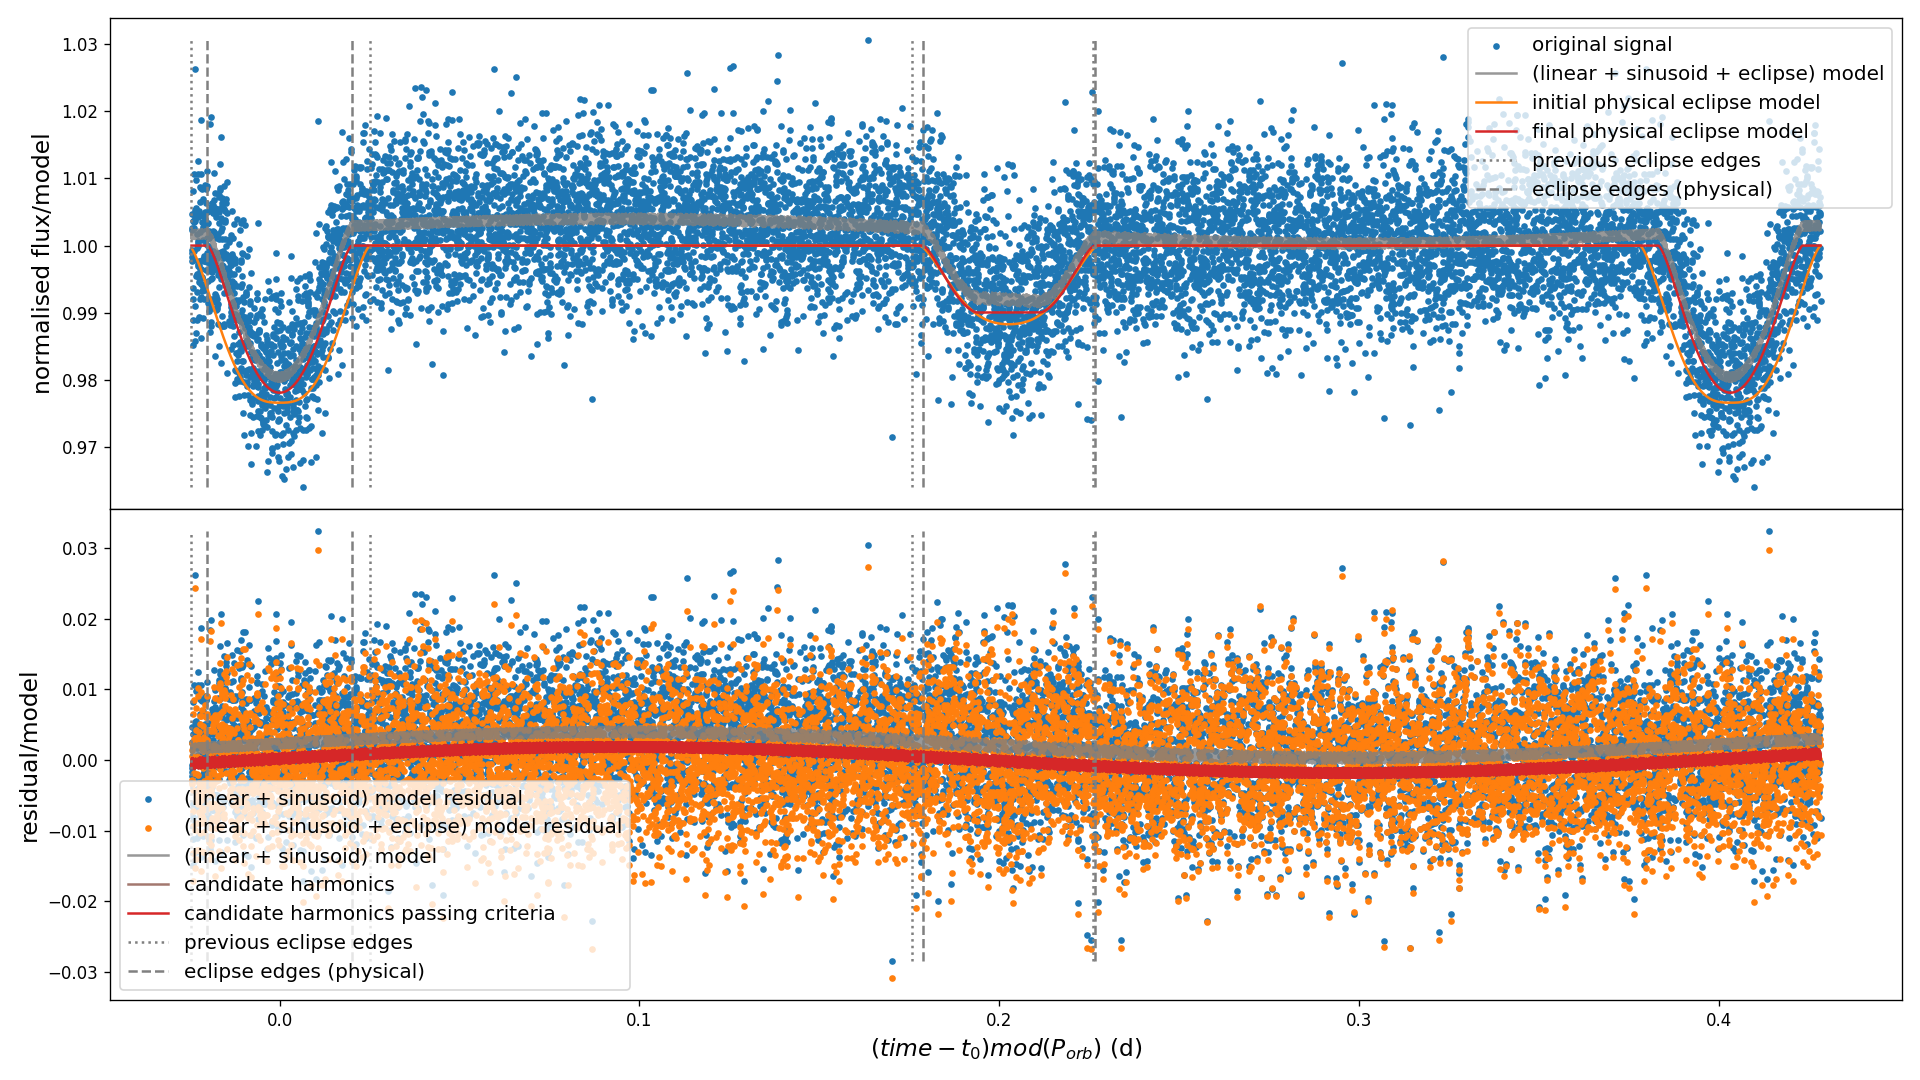 normalised flux/model
1.03
1.02
1.01
1.00
0.99
0.98
0.97
original signal
(linear + sinusoid + eclipse) model
initial physical eclipse model
final physical eclipse model
previous eclipse edges
eclipse edges (physical)
residual/model
0.03
0.02
0.01
0.00
−0.01
−0.02
−0.03
(linear + sinusoid) model residual
(linear + sinusoid + eclipse) model residual
(linear + sinusoid) model
candidate harmonics
candidate harmonics passing criteria
previous eclipse edges
eclipse edges (physical)
0.0 0.1 0.2 0.3 0.4
(time − t₀)mod(P_orb) (d)